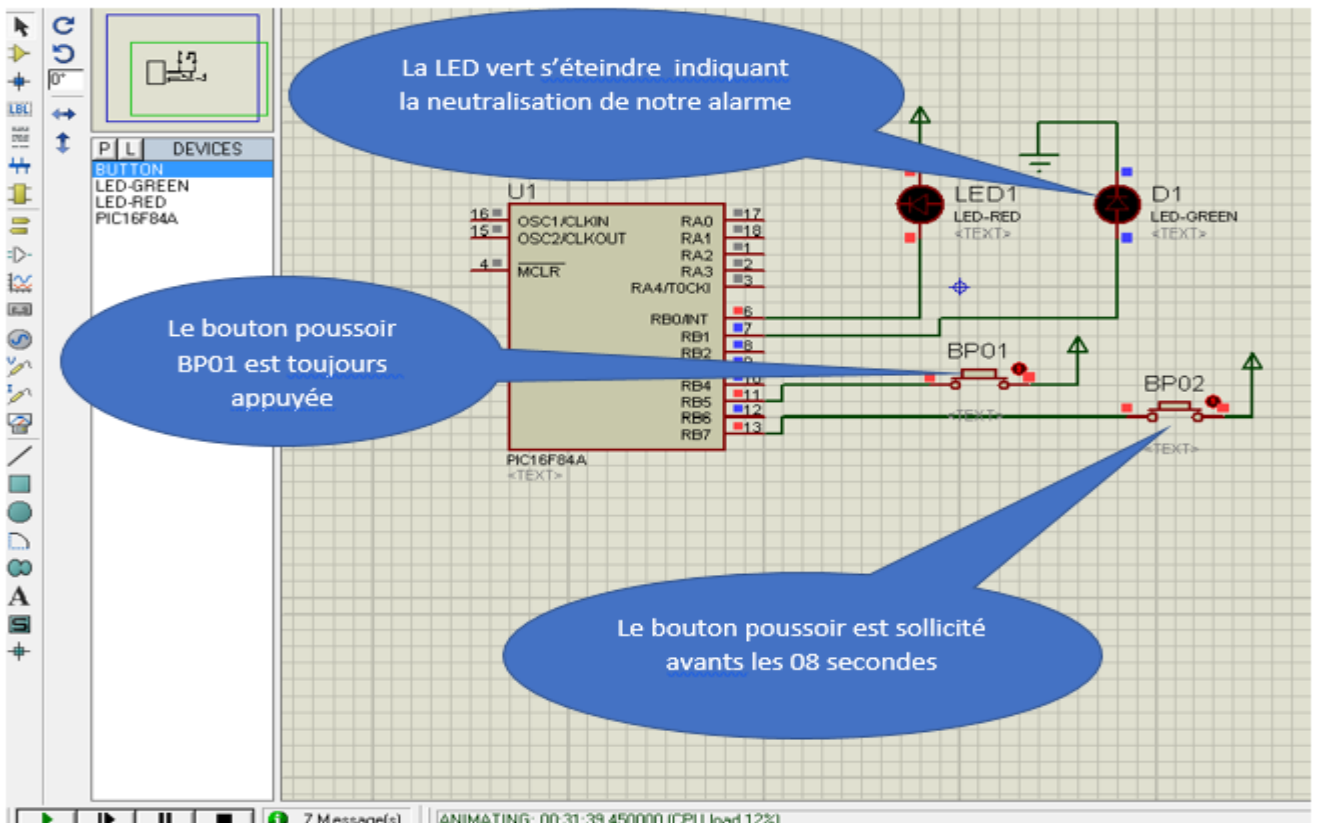 La LED vert s’éteindre indiquant
la neutralisation de notre alarme
0°
LBL
P L DEVICES
BUTTON
LED-GREEN
LED-RED
PIC16F84A
U1
16
15
4
OSC1/CLKIN
OSC2/CLKOUT
MCLR
RA0
RA1
RA2
RA3
RA4/T0CKI
RB0/INT
RB1
RB2
RB4
RB5
RB6
RB7
17
18
1
2
3
6
7
8
9
10
11
12
13
PIC16F84A
<TEXT>
LED1
LED-RED
<TEXT>
D1
LED-GREEN
<TEXT>
BP01
<TEXT>
BP02
<TEXT>
Le bouton poussoir
BP01 est toujours
appuyée
Le bouton poussoir est sollicité
avants les 08 secondes
A
S
7 Message(s)
ANIMATING: 00:31:39.450000 (CPU load 12%)